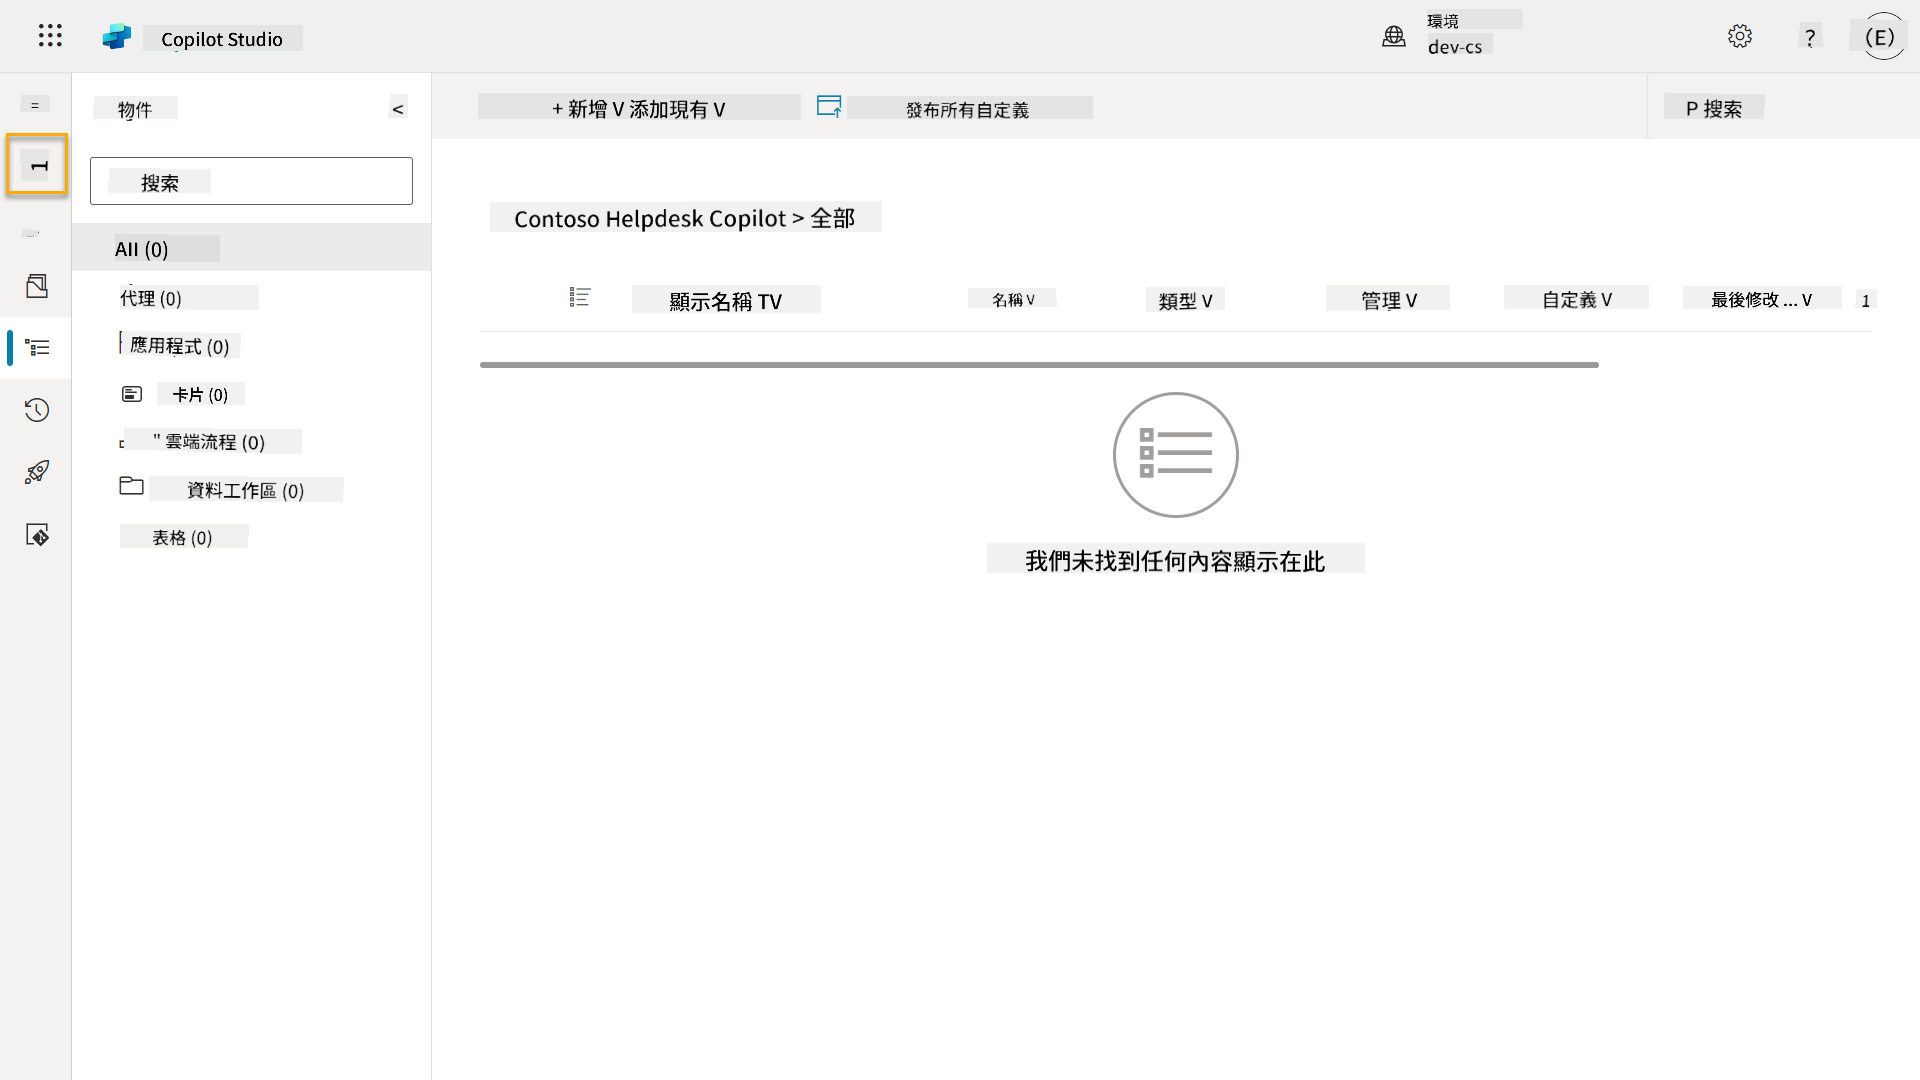 Copilot Studio
環境
dev-cs
?
(E)
=
1
物件
<
搜索
All (0)
代理 (0)
應用程式 (0)
卡片 (0)
" 雲端流程 (0)
資料工作區 (0)
表格 (0)
+ 新增 V 添加現有 V
發布所有自定義
P 搜索
Contoso Helpdesk Copilot > 全部
顯示名稱 TV
名稱 V
類型 V
管理 V
自定義 V
最後修改 ... V
1
我們未找到任何內容顯示在此